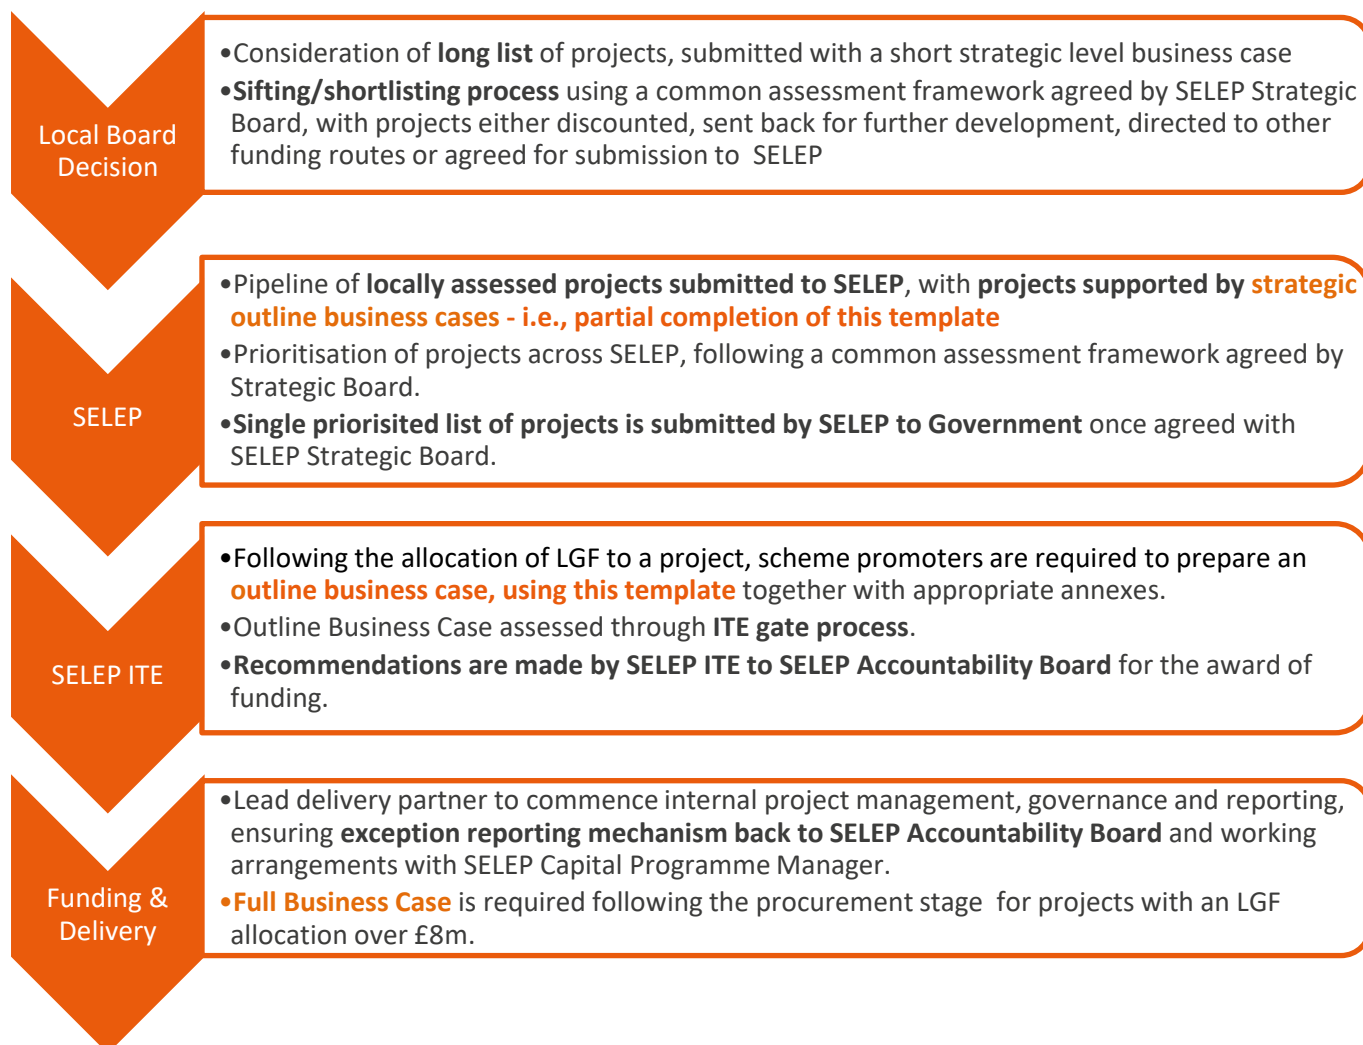 Local Board
Decision
•Consideration of long list of projects, submitted with a short strategic level business case
•Sifting/shortlisting process using a common assessment framework agreed by SELEP Strategic
Board, with projects either discounted, sent back for further development, directed to other
funding routes or agreed for submission to SELEP
SELEP
•Pipeline of locally assessed projects submitted to SELEP, with projects supported by strategic
outline business cases - i.e., partial completion of this template
•Prioritisation of projects across SELEP, following a common assessment framework agreed by
Strategic Board.
•Single priorisited list of projects is submitted by SELEP to Government once agreed with
SELEP Strategic Board.
SELEP ITE
•Following the allocation of LGF to a project, scheme promoters are required to prepare an
outline business case, using this template together with appropriate annexes.
•Outline Business Case assessed through ITE gate process.
•Recommendations are made by SELEP ITE to SELEP Accountability Board for the award of
funding.
Funding &
Delivery
•Lead delivery partner to commence internal project management, governance and reporting,
ensuring exception reporting mechanism back to SELEP Accountability Board and working
arrangements with SELEP Capital Programme Manager.
•Full Business Case is required following the procurement stage for projects with an LGF
allocation over £8m.